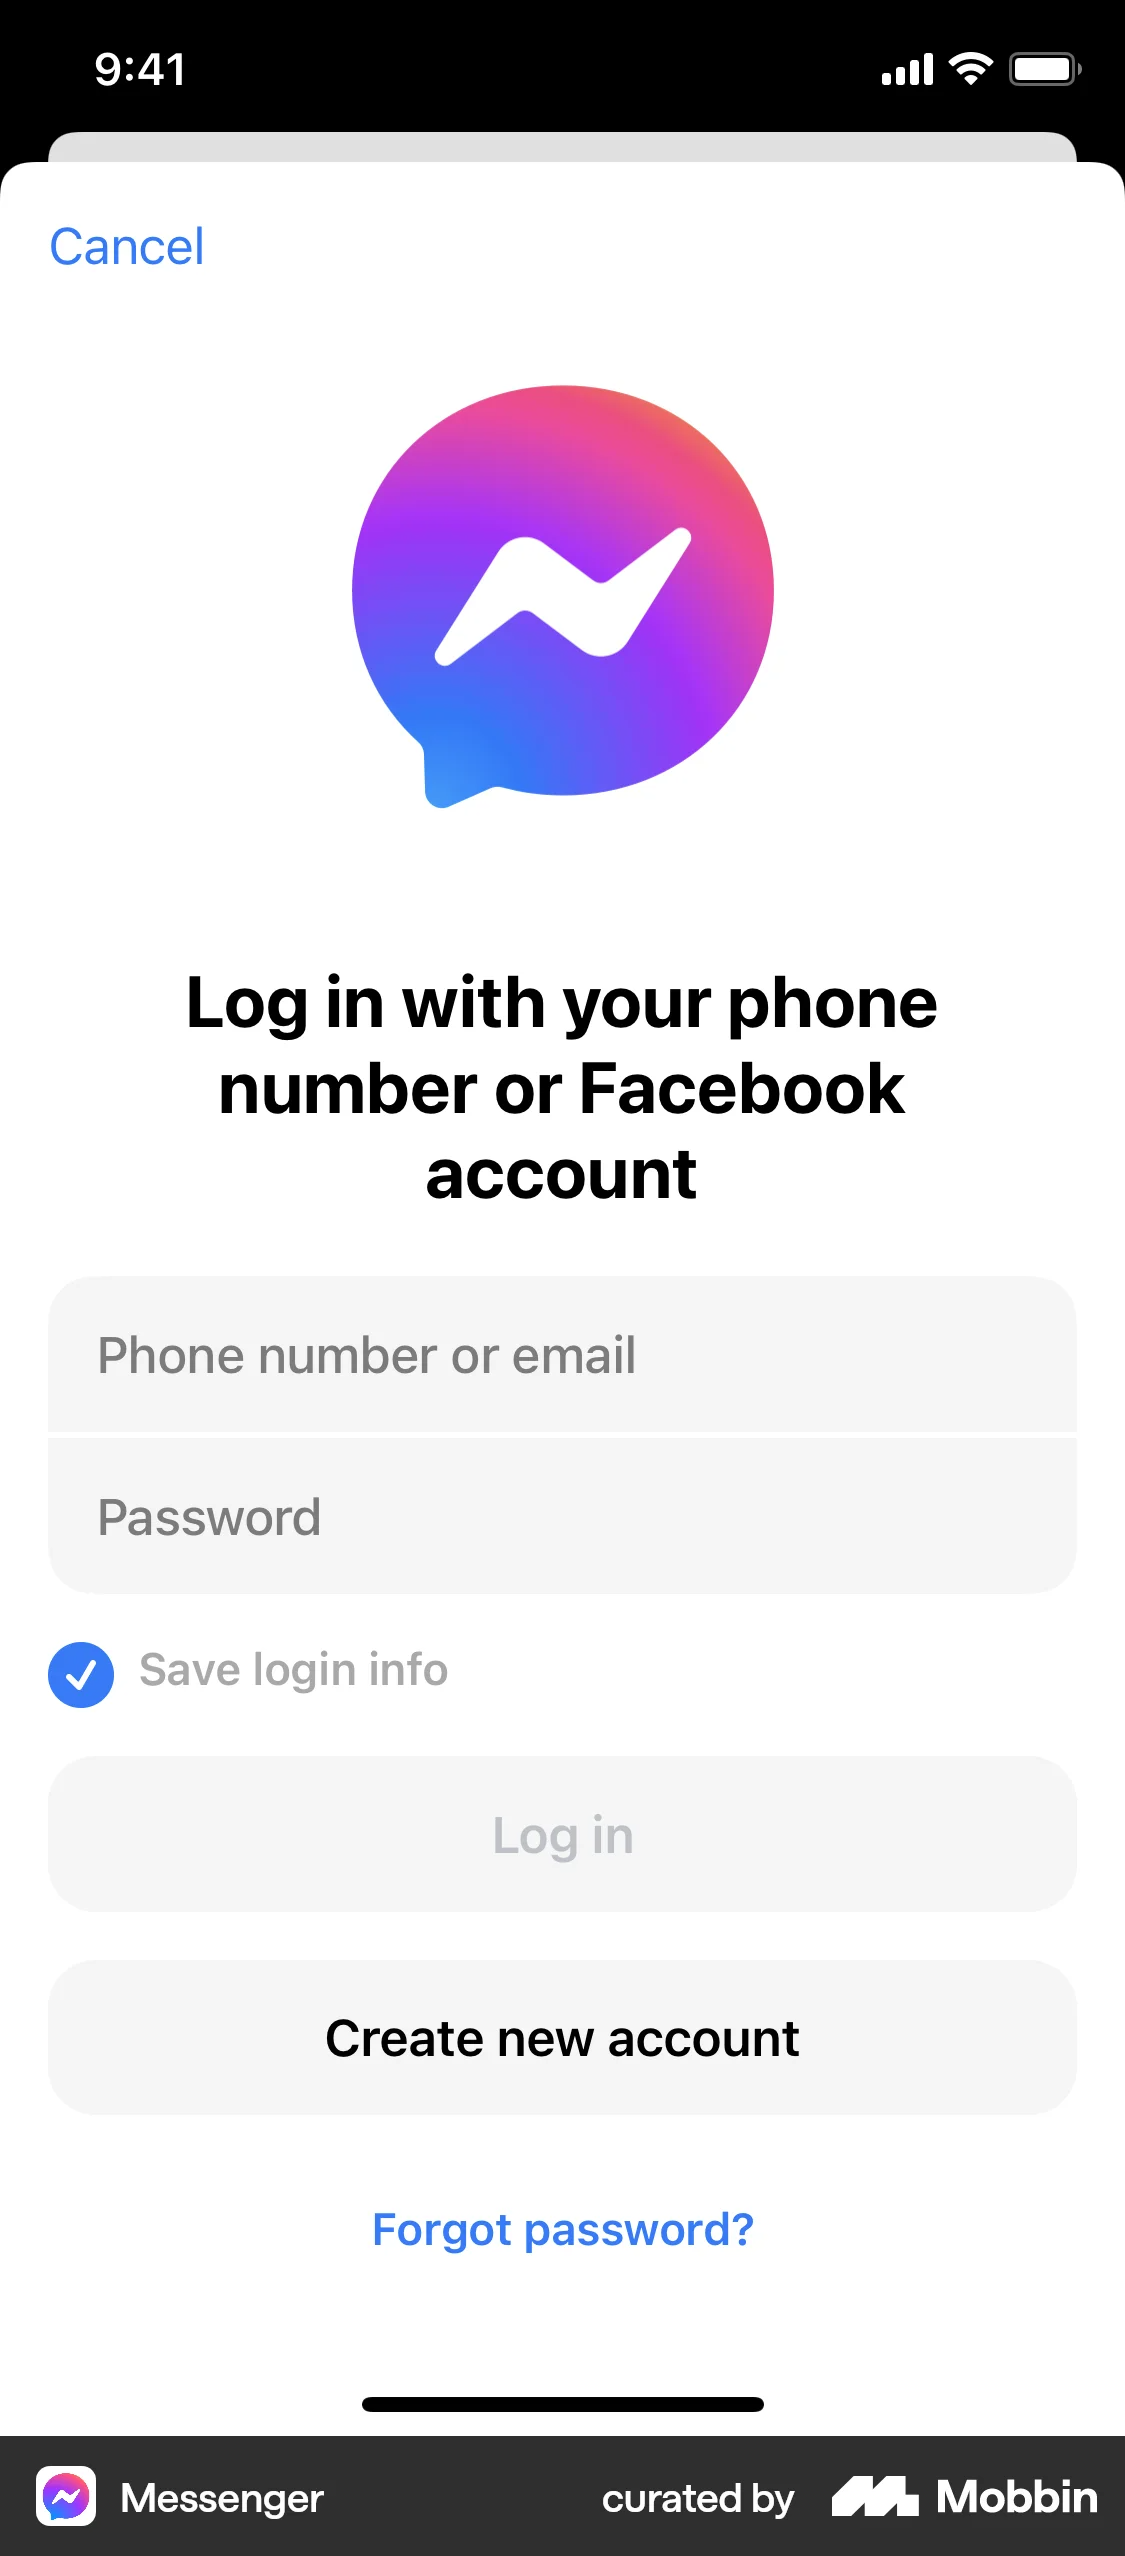 9:41
Cancel
Log in with your phone
number or Facebook
account
Phone number or email
Password
Save login info
Log in
Create new account
Forgot password?
Messenger
curated by
Mobbin